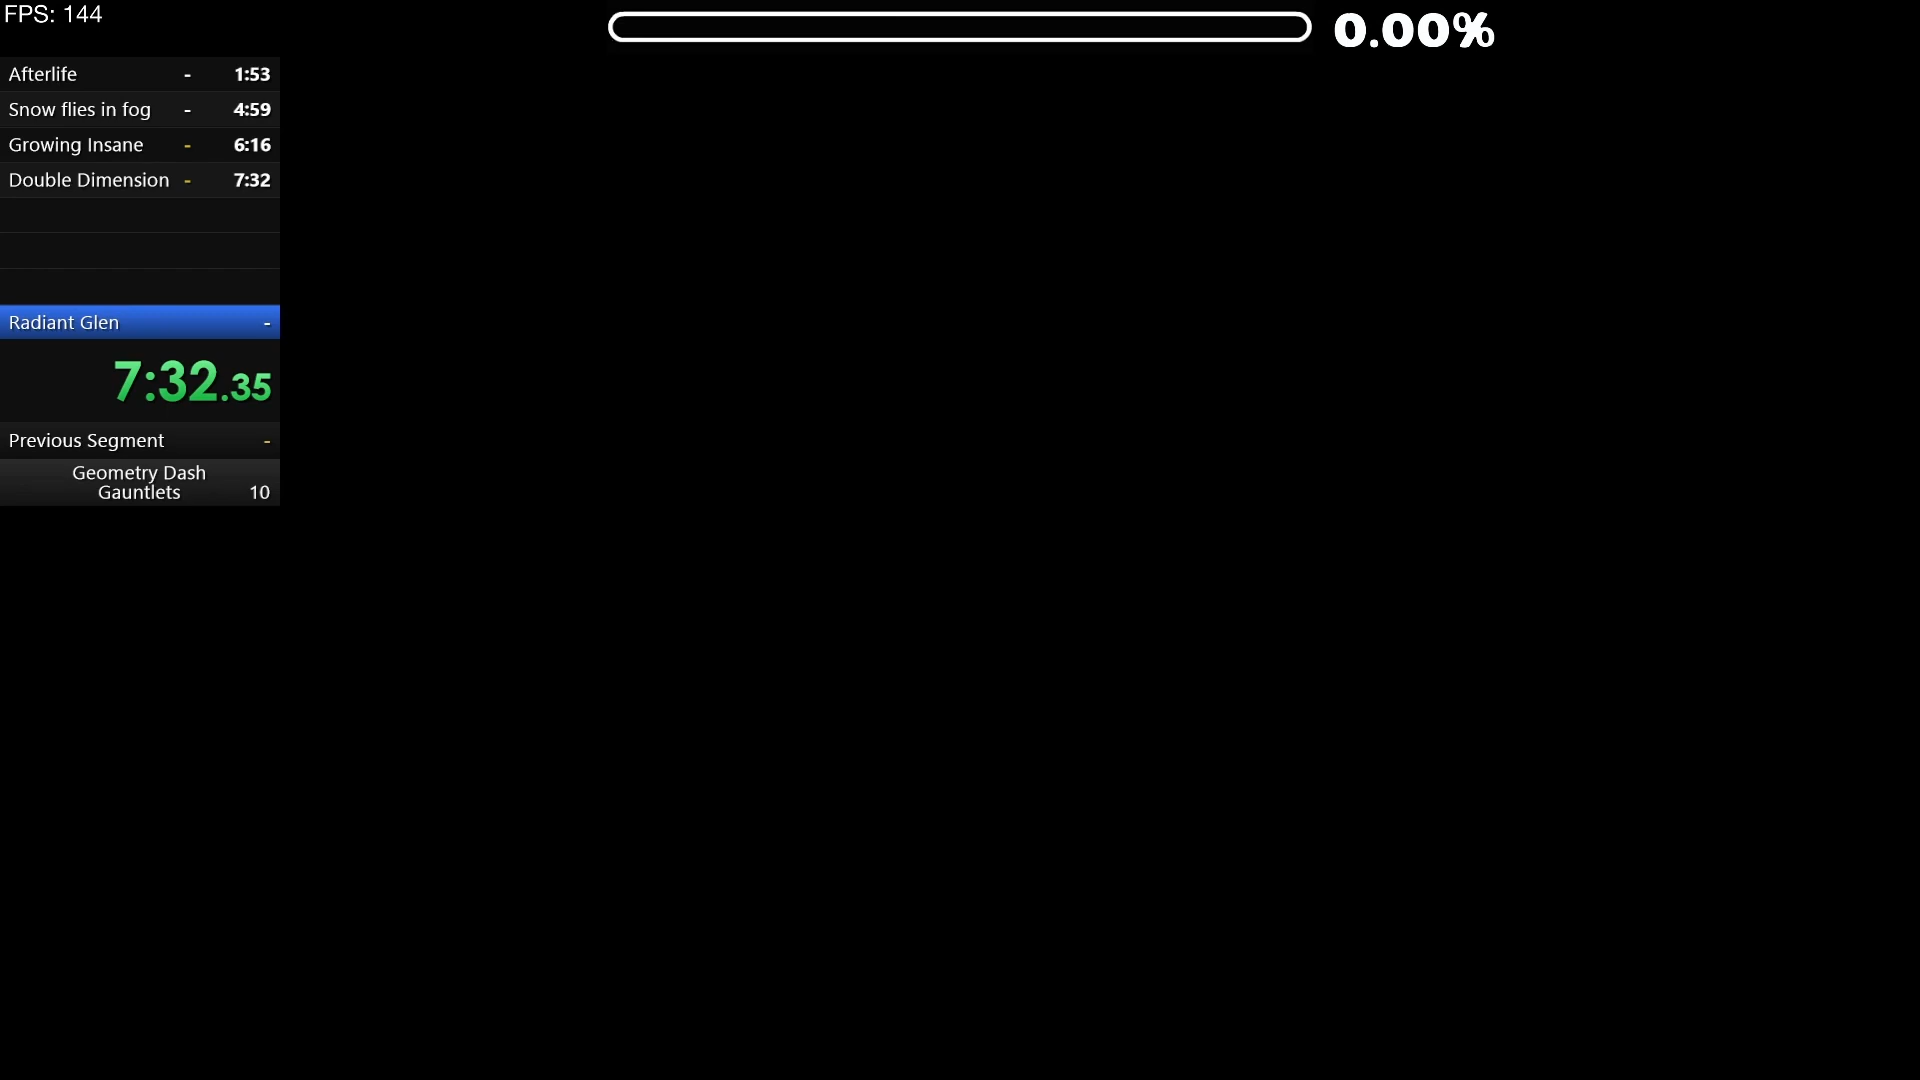 FPS: 144
0.00%
Afterlife - 1:53
Snow flies in fog - 4:59
Growing Insane - 6:16
Double Dimension - 7:32
Radiant Glen -
7:32.35
Previous Segment -
Geometry Dash
Gauntlets 10